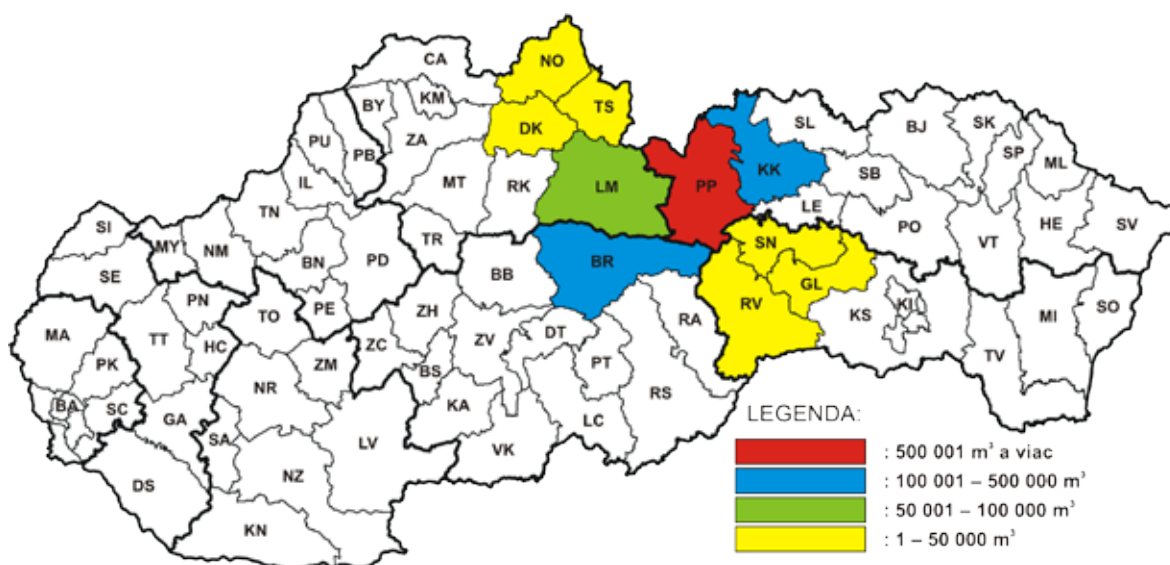 CA
NO
KM
BY
TS
DK
ZA
PU
PB
SL
BJ
SK
SP
ML
IL
MT
RK
LM
PP
KK
SB
LE
PO
HE
SV
VT
TN
SI
MY
NM
TR
BN
PD
SE
BB
BR
SN
GL
RV
KS
KI
MI
SO
TV
PN
TO
PE
ZH
MA
TT
HC
ZC
ZV
DT
RA
PK
ZM
BS
PT
NR
KA
RS
BA
SC
GA
LC
SA
LV
VK
DS
NZ
KN
LEGENDA:
: 500 001 m³ a viac
: 100 001 – 500 000 m³
: 50 001 – 100 000 m³
: 1 – 50 000 m³